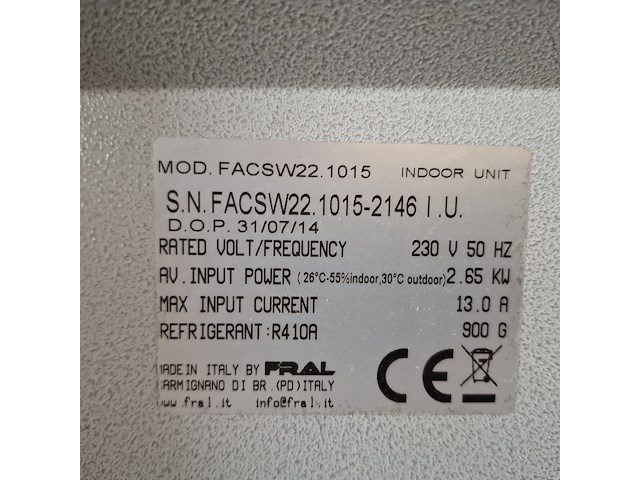 MOD. FACSW22.1015 INDOOR UNIT
S.N.FACSW22.1015-2146 I.U.
D.O.P. 31/07/14
RATED VOLT/FREQUENCY 230 V 50 HZ
AV. INPUT POWER (26°C-55%indoor,30°C outdoor) 2.65 KW
MAX INPUT CURRENT 13.0 A
REFRIGERANT:R410A 900 G
MADE IN ITALY BY FRAL
CARMIGNANO DI BR.(PD)ITALY
www.fral.it info@fral.it
CE